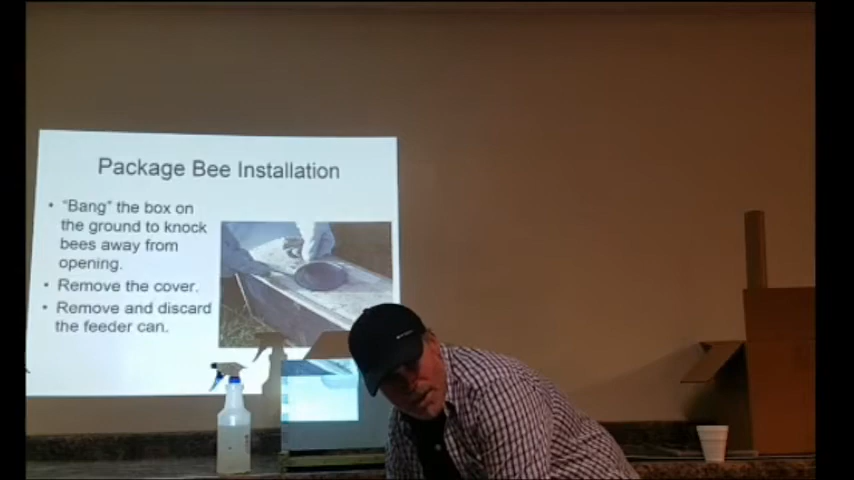 Package Bee Installation
• “Bang” the box on
the ground to knock
bees away from
opening.
• Remove the cover.
• Remove and discard
the feeder can.